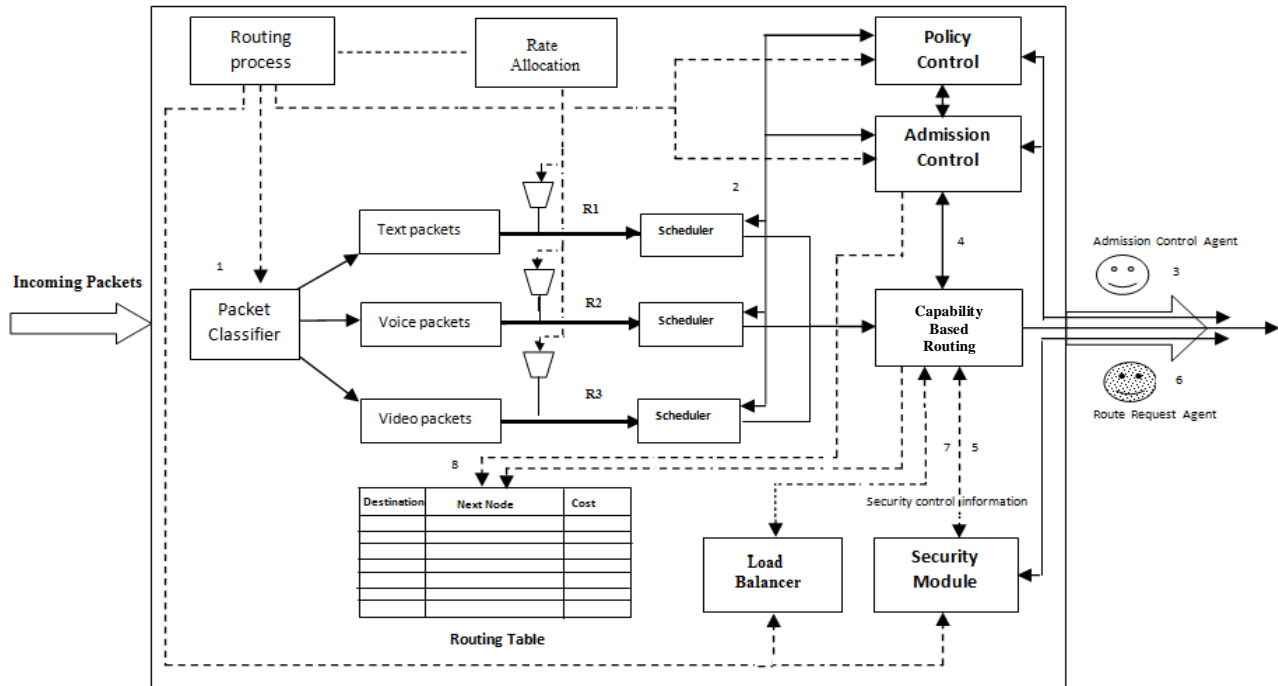 Routing
process
Rate
Allocation
Policy
Control
Admission
Control
2
R1
Text packets
Scheduler
4
Admission Control Agent
3
1
Incoming Packets
Packet
Classifier
Voice packets
R2
Scheduler
Capability
Based
Routing
R3
Video packets
Scheduler
6
Route Request Agent
8
7
5
Destination
Next Node
Cost
Security control information
Load
Balancer
Security
Module
Routing Table